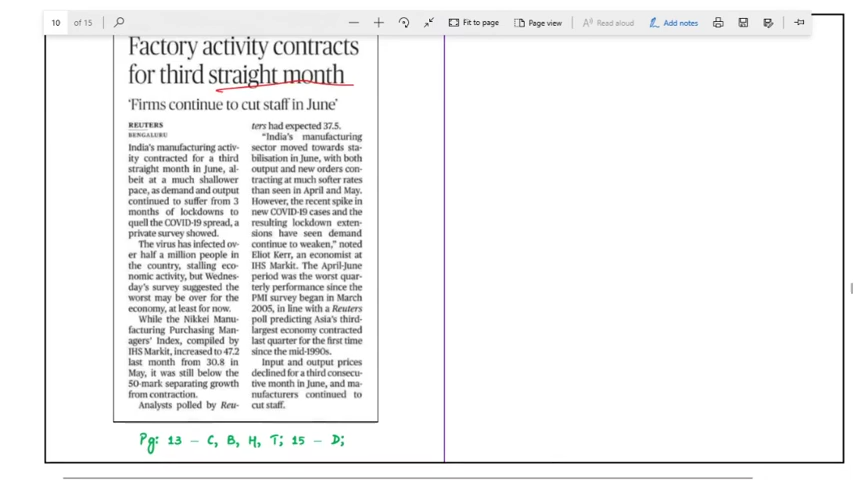 10 of 15 Fit to page Page view Read aloud Add notes
Factory activity contracts
for third straight month
'Firms continue to cut staff in June'
REUTERS
BENGALURU
India's manufacturing activ-
ity contracted for a third
straight month in June, al-
beit at a much shallower
pace, as demand and output
continued to suffer from 3
months of lockdowns to
quell the COVID-19 spread, a
private survey showed.
The virus has infected ov-
er half a million people in
the country, stalling eco-
nomic activity, but Wednes-
day's survey suggested the
worst may be over for the
economy, at least for now.
While the Nikkei Manu-
facturing Purchasing Man-
agers' Index, compiled by
IHS Markit, increased to 47.2
last month from 30.8 in
May, it was still below the
50-mark separating growth
from contraction.
Analysts polled by Reu-
ters had expected 37.5.
"India's manufacturing
sector moved towards sta-
bilisation in June, with both
output and new orders con-
tracting at much softer rates
than seen in April and May.
However, the recent spike in
new COVID-19 cases and the
resulting lockdown exten-
sions have seen demand
continue to weaken," noted
Eliot Kerr, an economist at
IHS Markit. The April-June
period was the worst quar-
terly performance since the
PMI survey began in March
2005, in line with a Reuters
poll predicting Asia's third-
largest economy contracted
last quarter for the first time
since the mid-1990s.
Input and output prices
declined for a third consecu-
tive month in June, and ma-
nufacturers continued to
cut staff.
Pg: 13 – C, B, H, T; 15 – D;